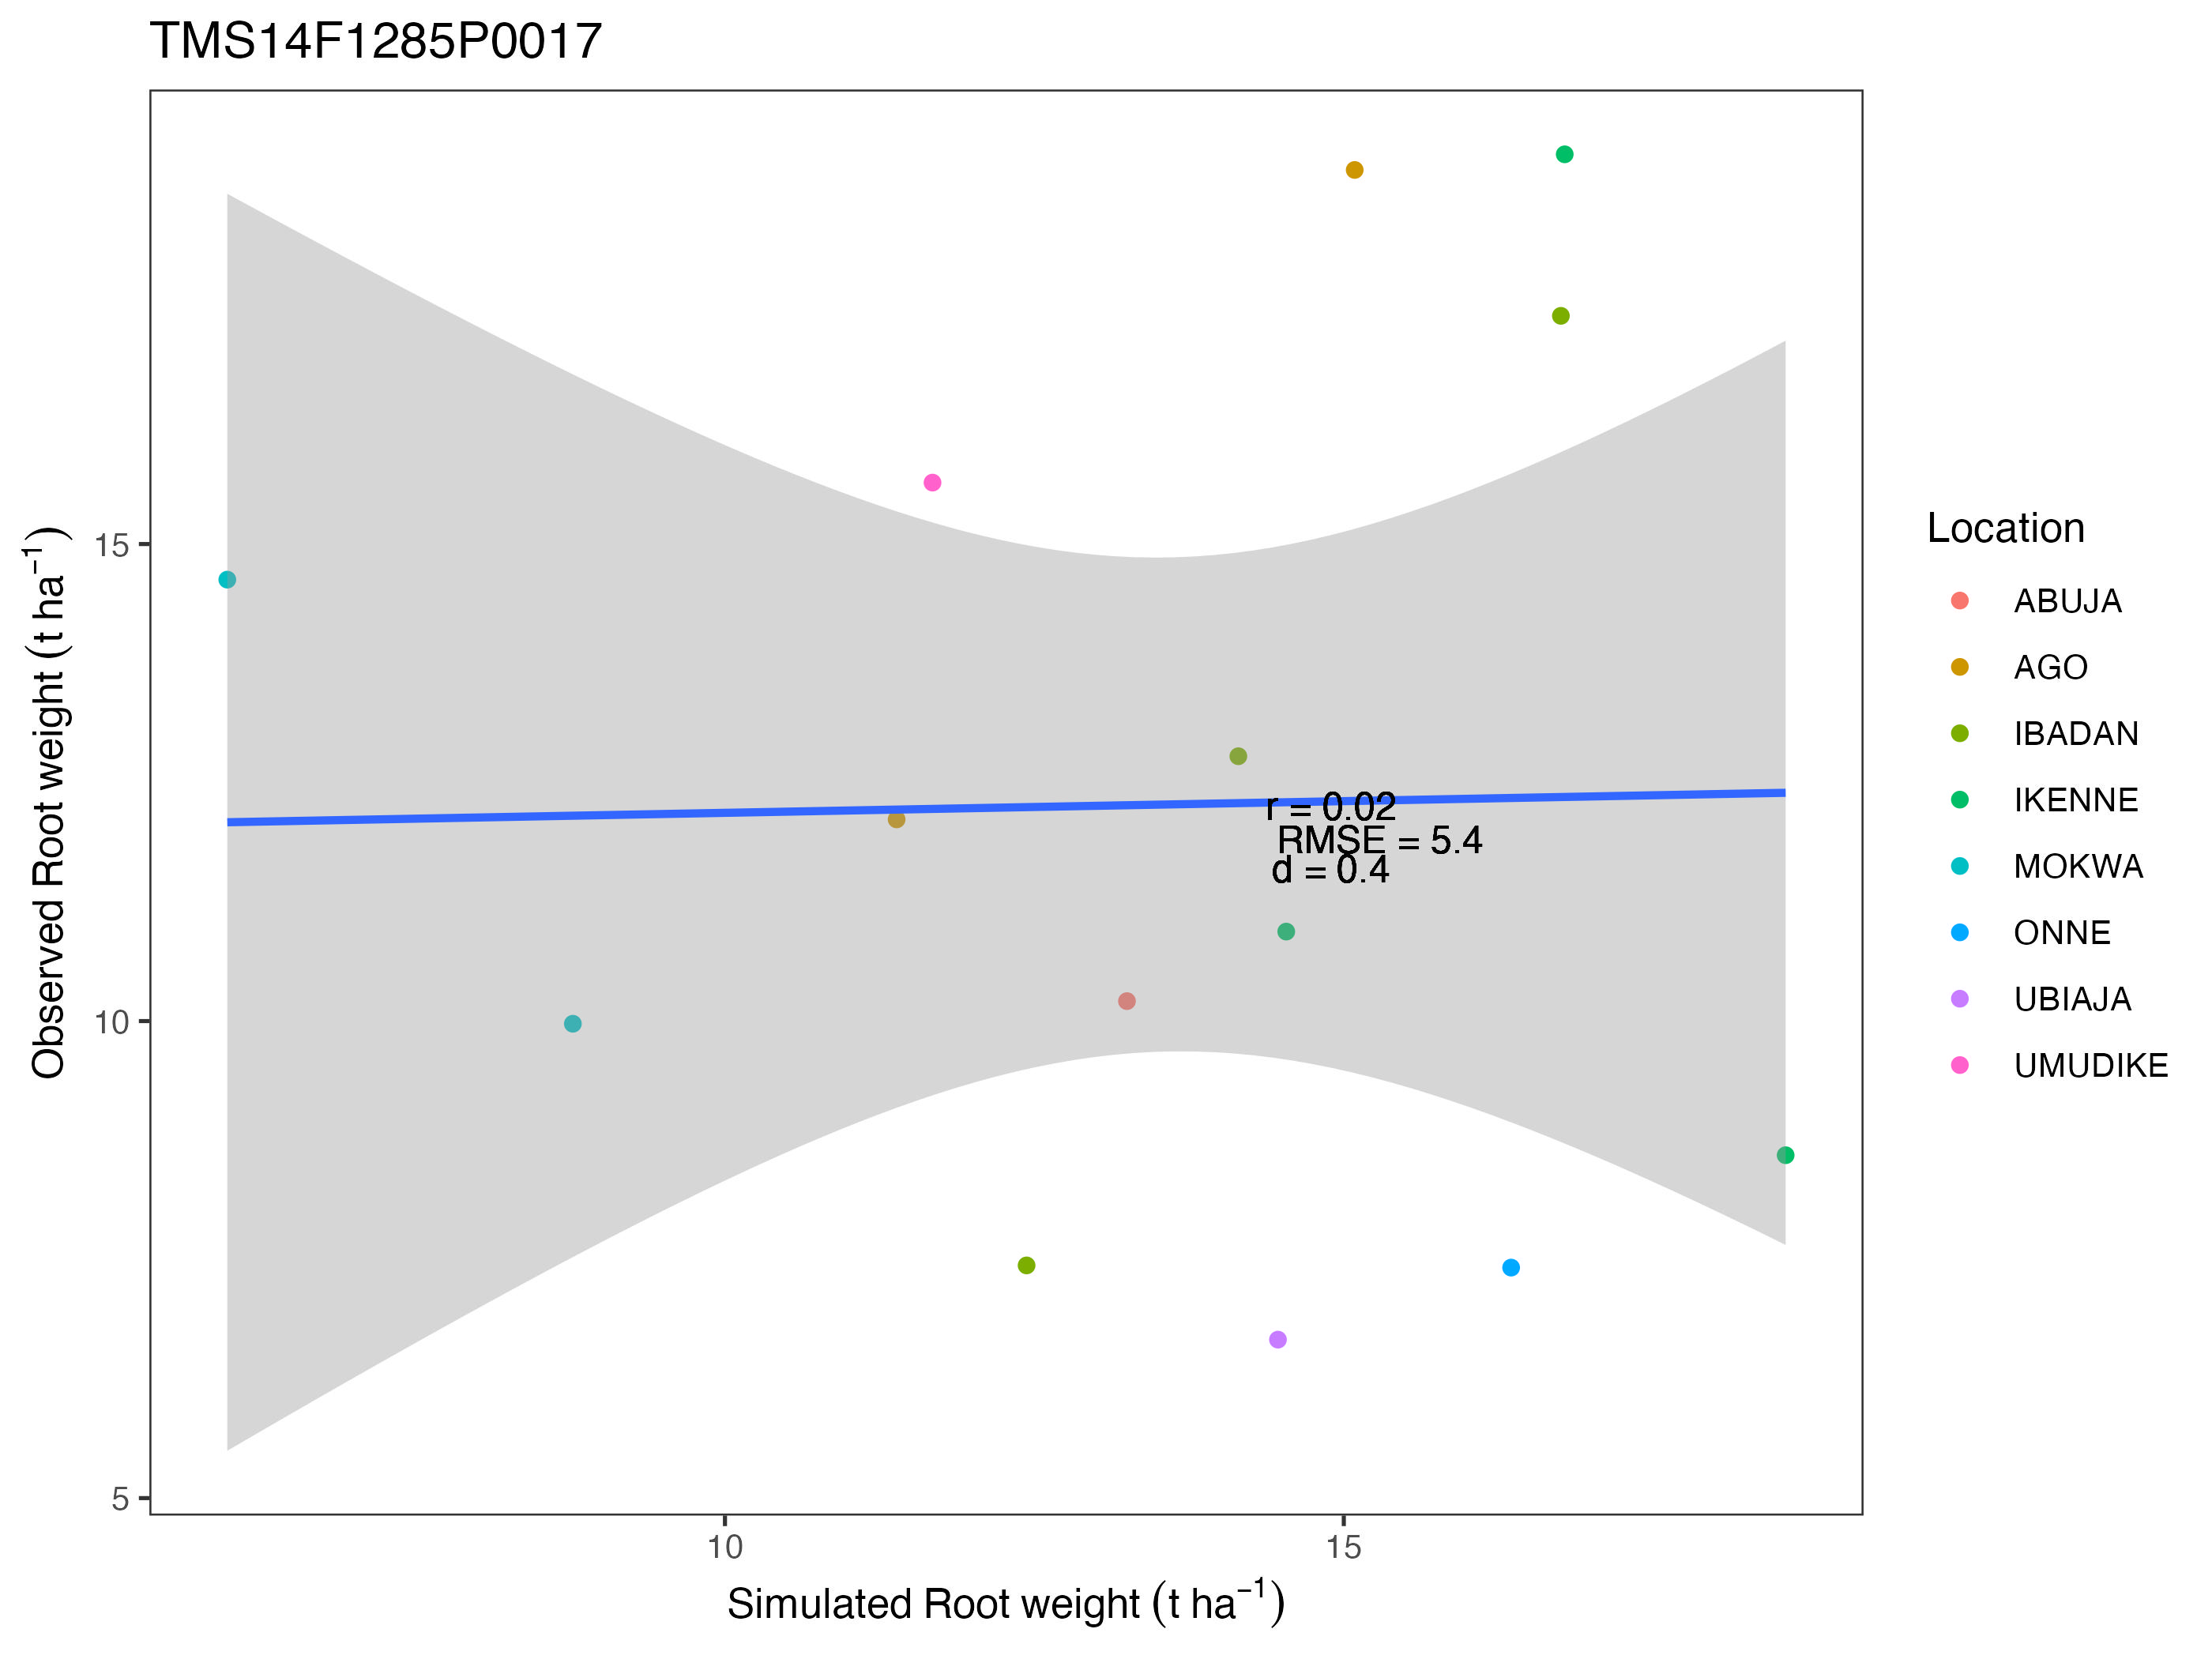 TMS14F1285P0017
Observed Root weight (t ha⁻¹)
15
10
5
r = 0.02
RMSE = 5.4
d = 0.4
10
15
Simulated Root weight (t ha⁻¹)
Location
ABUJA
AGO
IBADAN
IKENNE
MOKWA
ONNE
UBIAJA
UMUDIKE